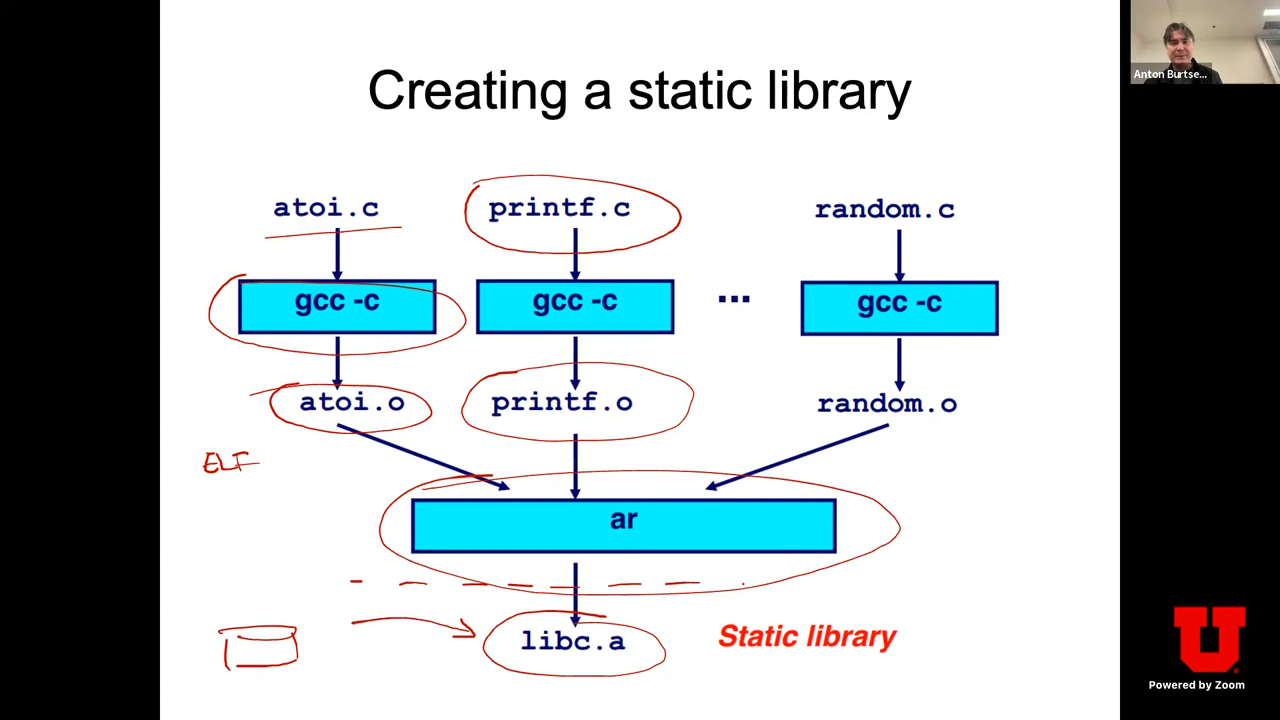 Creating a static library
Anton Burtse...
atoi.c printf.c random.c
gcc -c gcc -c ... gcc -c
atoi.o printf.o random.o
ELF
ar
libc.a Static library
U
Powered by Zoom